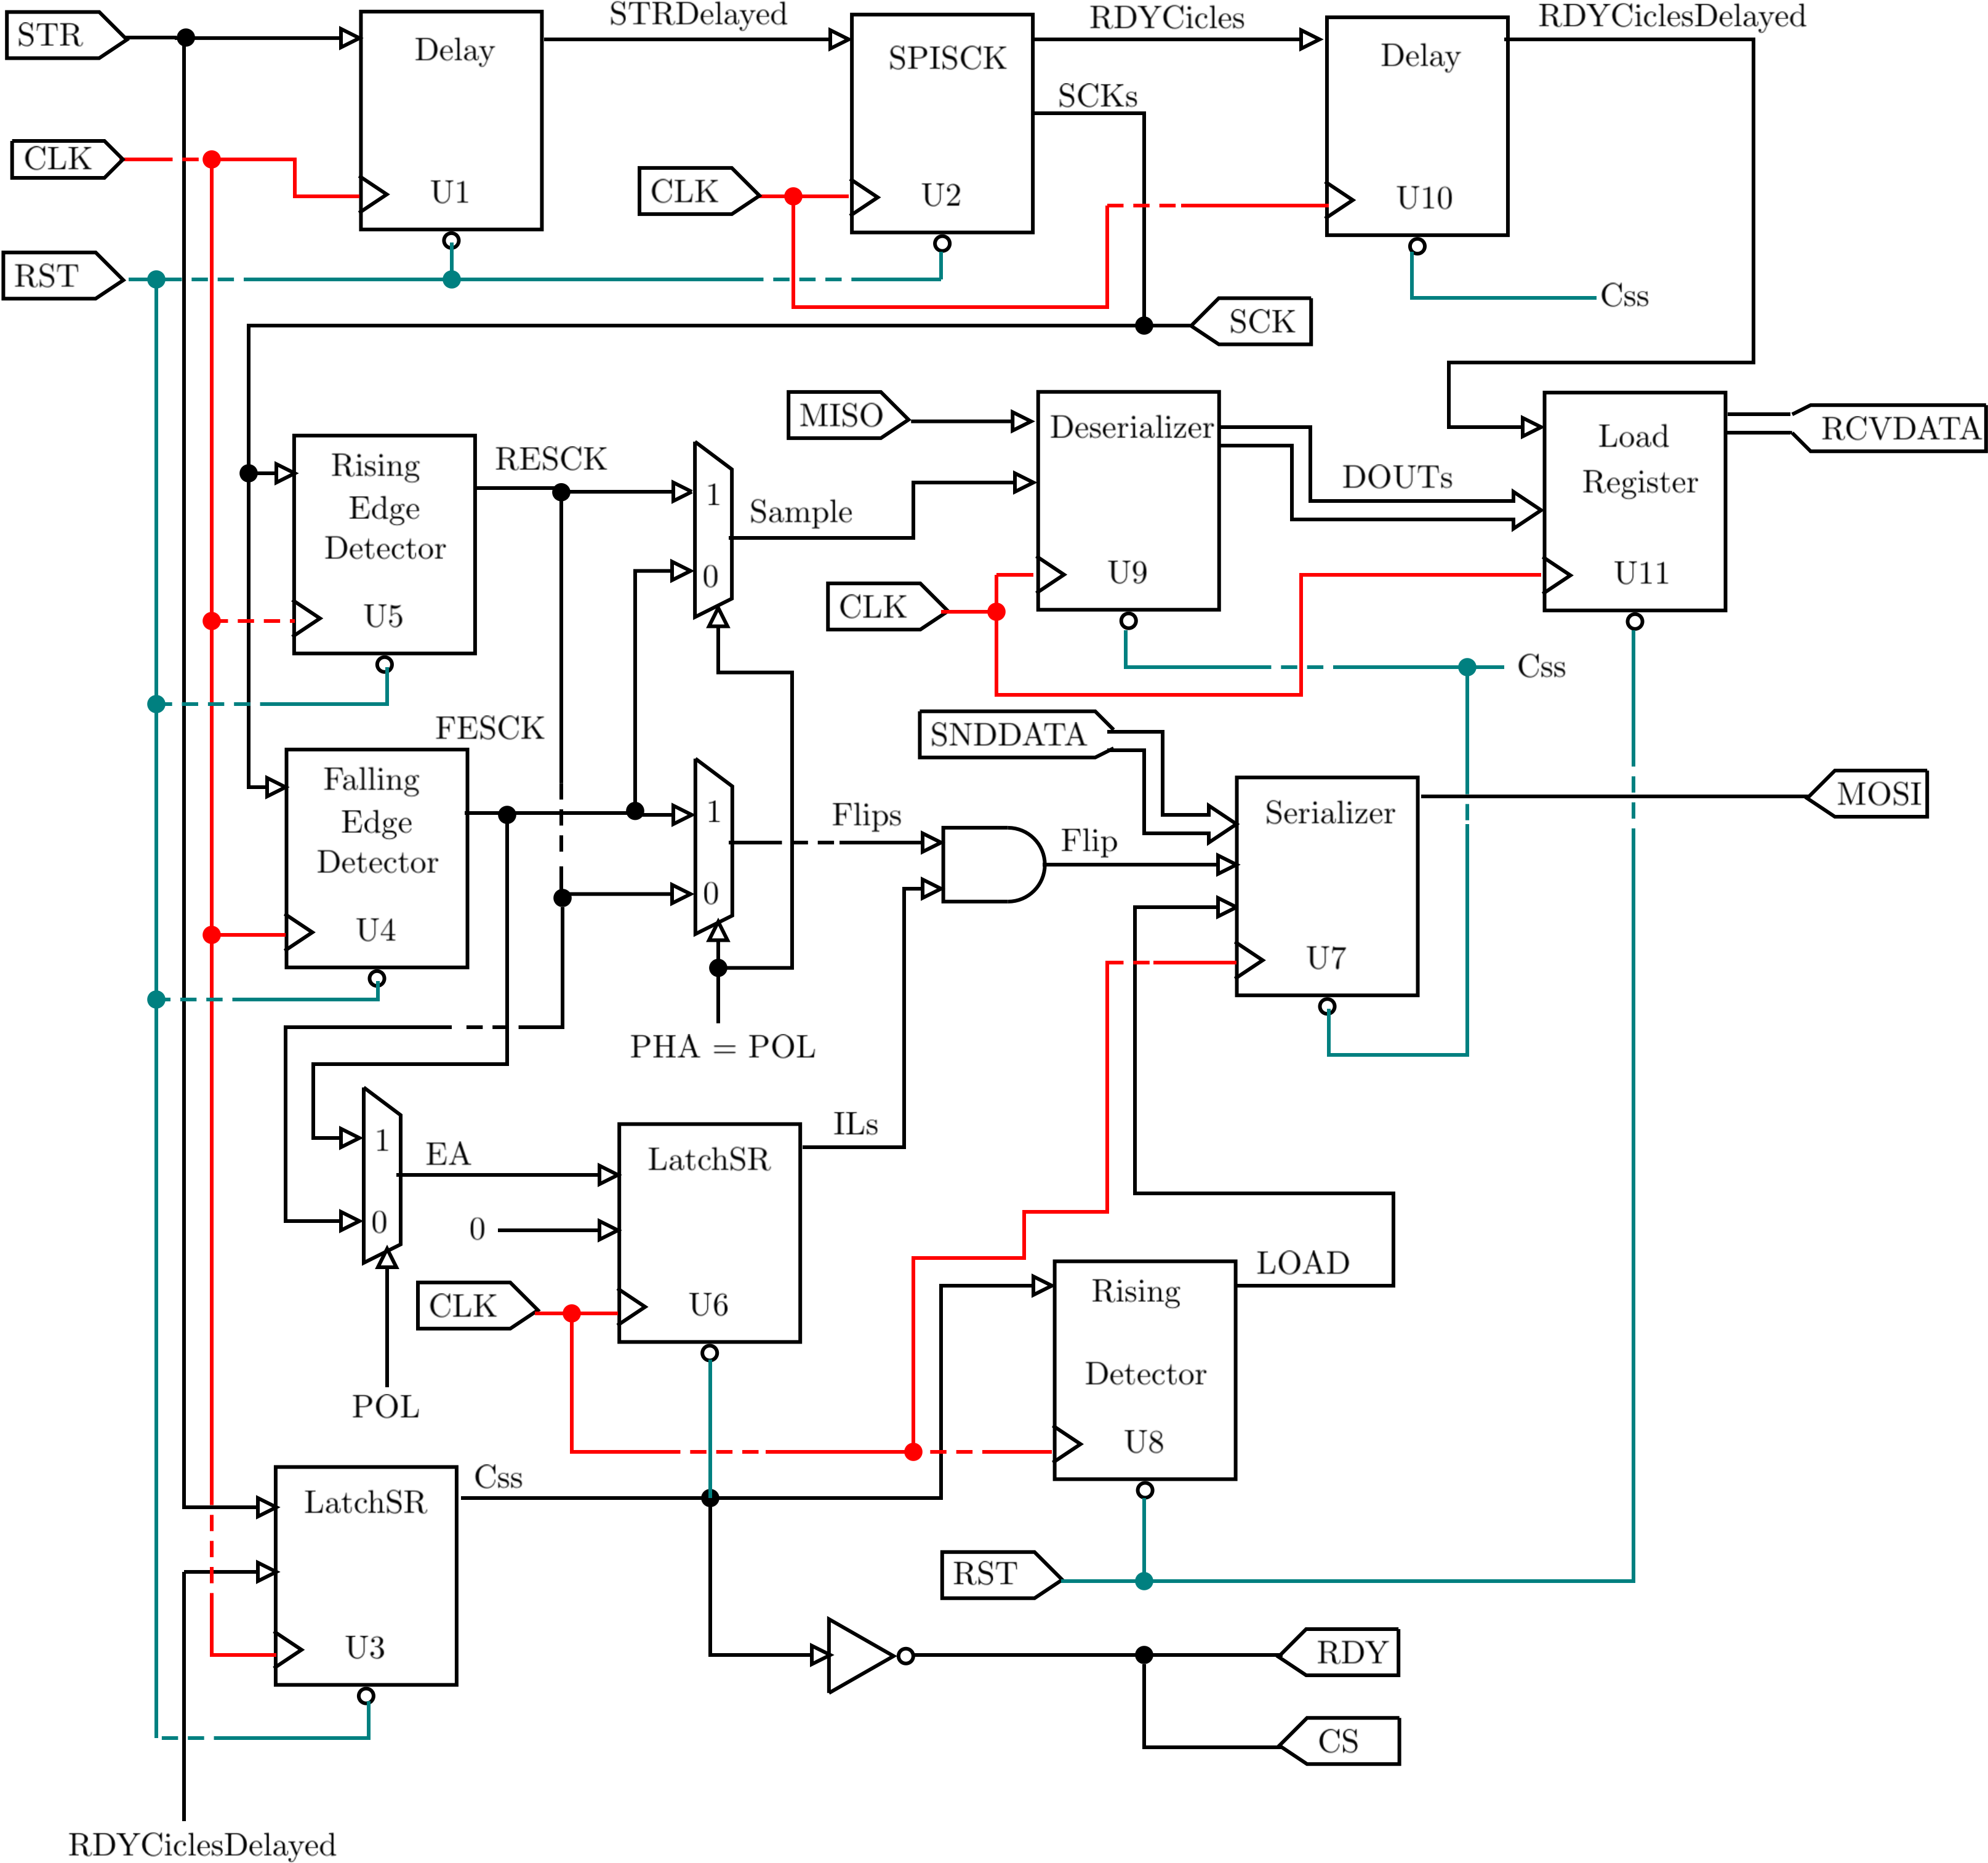 STR
Delay
U1
STRDelayed
SPISCK
U2
RDYCicles
Delay
U10
RDYCiclesDelayed
SCKs
CLK
CLK
RST
Css
SCK
MISO
Deserializer
U9
DOUTs
Load
Register
U11
RCVDATA
Rising
Edge
Detector
U5
RESCK
1
0
Sample
CLK
Css
FESCK
SNDDATA
Falling
Edge
Detector
U4
1
0
Flips
Flip
Serializer
U7
MOSI
PHA = POL
1
0
EA
0
LatchSR
U6
ILs
CLK
POL
Rising
Detector
U8
LOAD
LatchSR
U3
Css
RST
RDY
CS
RDYCiclesDelayed